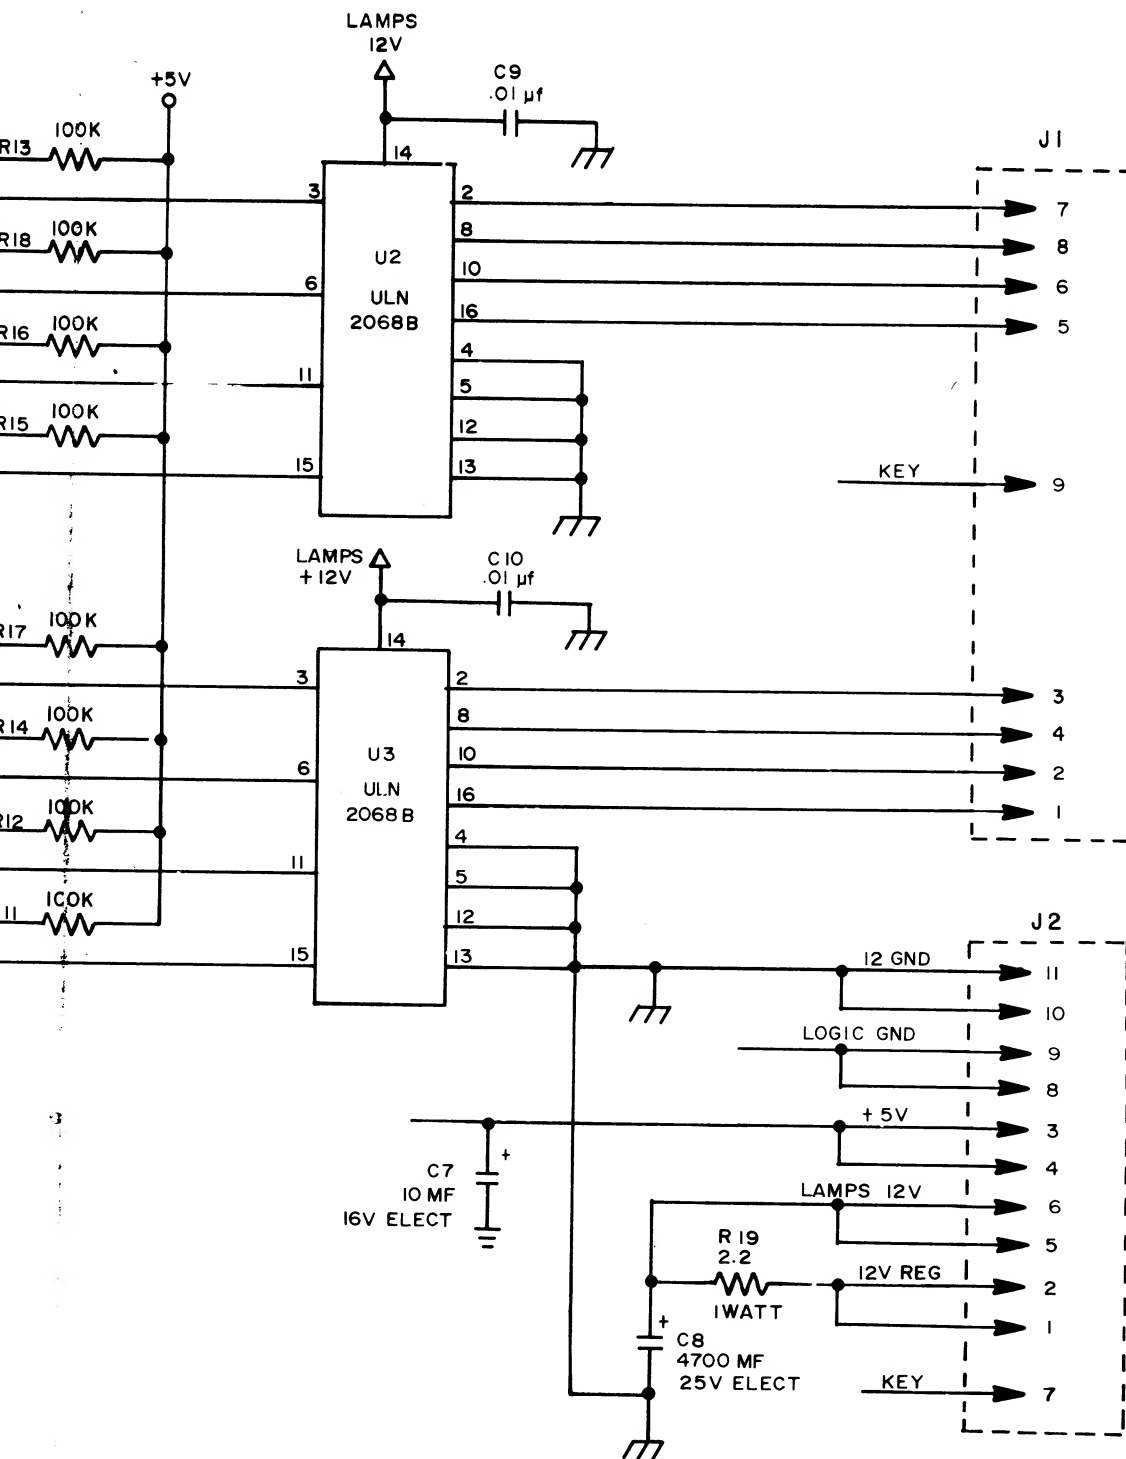 LAMPS
12V
+5V
C9
.01 µf
J1
R13
100K
14
3
2
7
R18
100K
8
8
U2
6
10
6
ULN
2068B
R16
100K
16
5
4
11
5
R15
100K
12
15
13
KEY
9
LAMPS
+12V
C10
.01 µf
R17
100K
14
3
2
3
R14
100K
8
4
U3
6
10
2
ULN
2068B
R12
100K
16
1
4
11
5
11
100K
12
J2
15
13
12 GND
11
10
LOGIC GND
9
8
+5V
3
C7
10 MF
16V ELECT
+
4
LAMPS 12V
6
5
R19
2.2
1WATT
12V REG
2
1
+
C8
4700 MF
25V ELECT
KEY
7